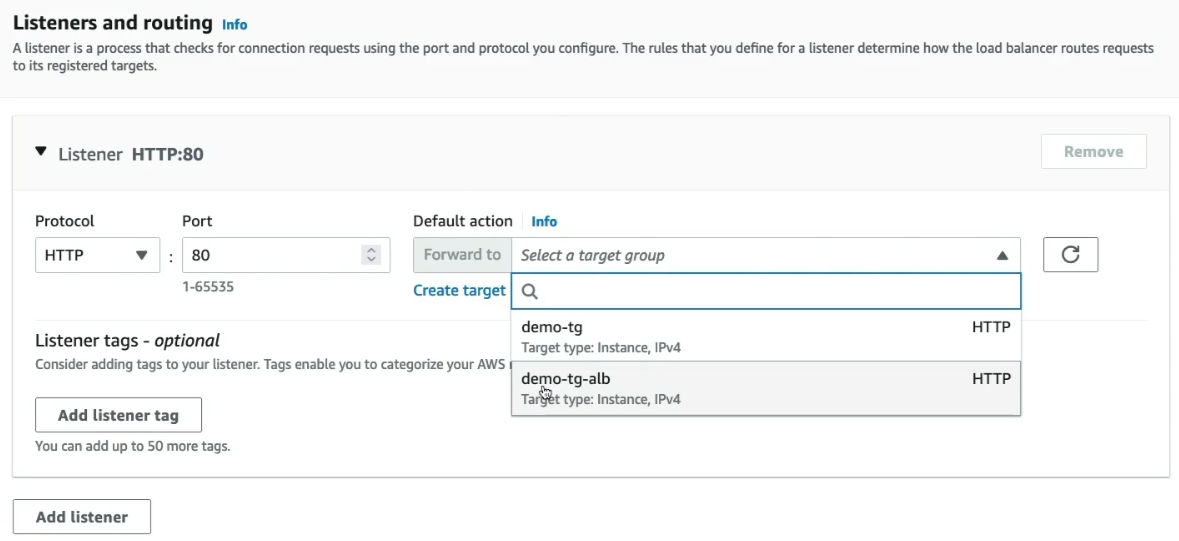 Listeners and routing Info
A listener is a process that checks for connection requests using the port and protocol you configure. The rules that you define for a listener determine how the load balancer routes requests
to its registered targets.
Listener HTTP:80
Remove
Protocol Port Default action Info
HTTP : 80 Forward to Select a target group
1-65535 Create target
demo-tg HTTP
Target type: Instance, IPv4
Listener tags - optional
Consider adding tags to your listener. Tags enable you to categorize your AWS
demo-tg-alb HTTP
Target type: Instance, IPv4
Add listener tag
You can add up to 50 more tags.
Add listener